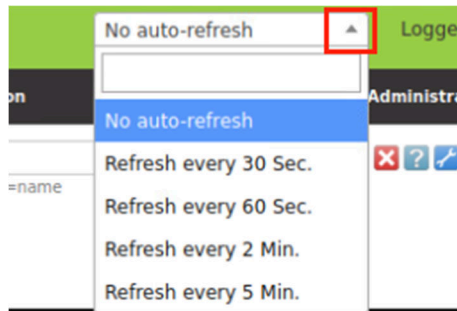 No auto-refresh
Logge
on
Administra
No auto-refresh
Refresh every 30 Sec.
=name
Refresh every 60 Sec.
Refresh every 2 Min.
Refresh every 5 Min.